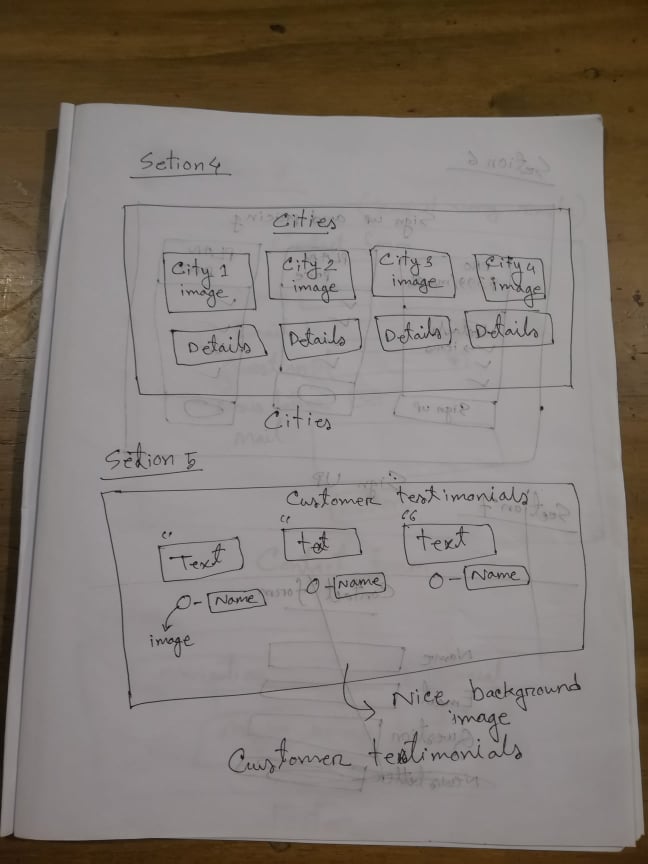 Setion 4
Cities
City 1
image
City 2
image
City 3
image
City 4
image
Details
Details
Details
Details
Cities
Setion 5
Customer testimonials
“
Text
“
text
“
Text
Name
Name
Name
image
Nice background
image
Customer testimonials